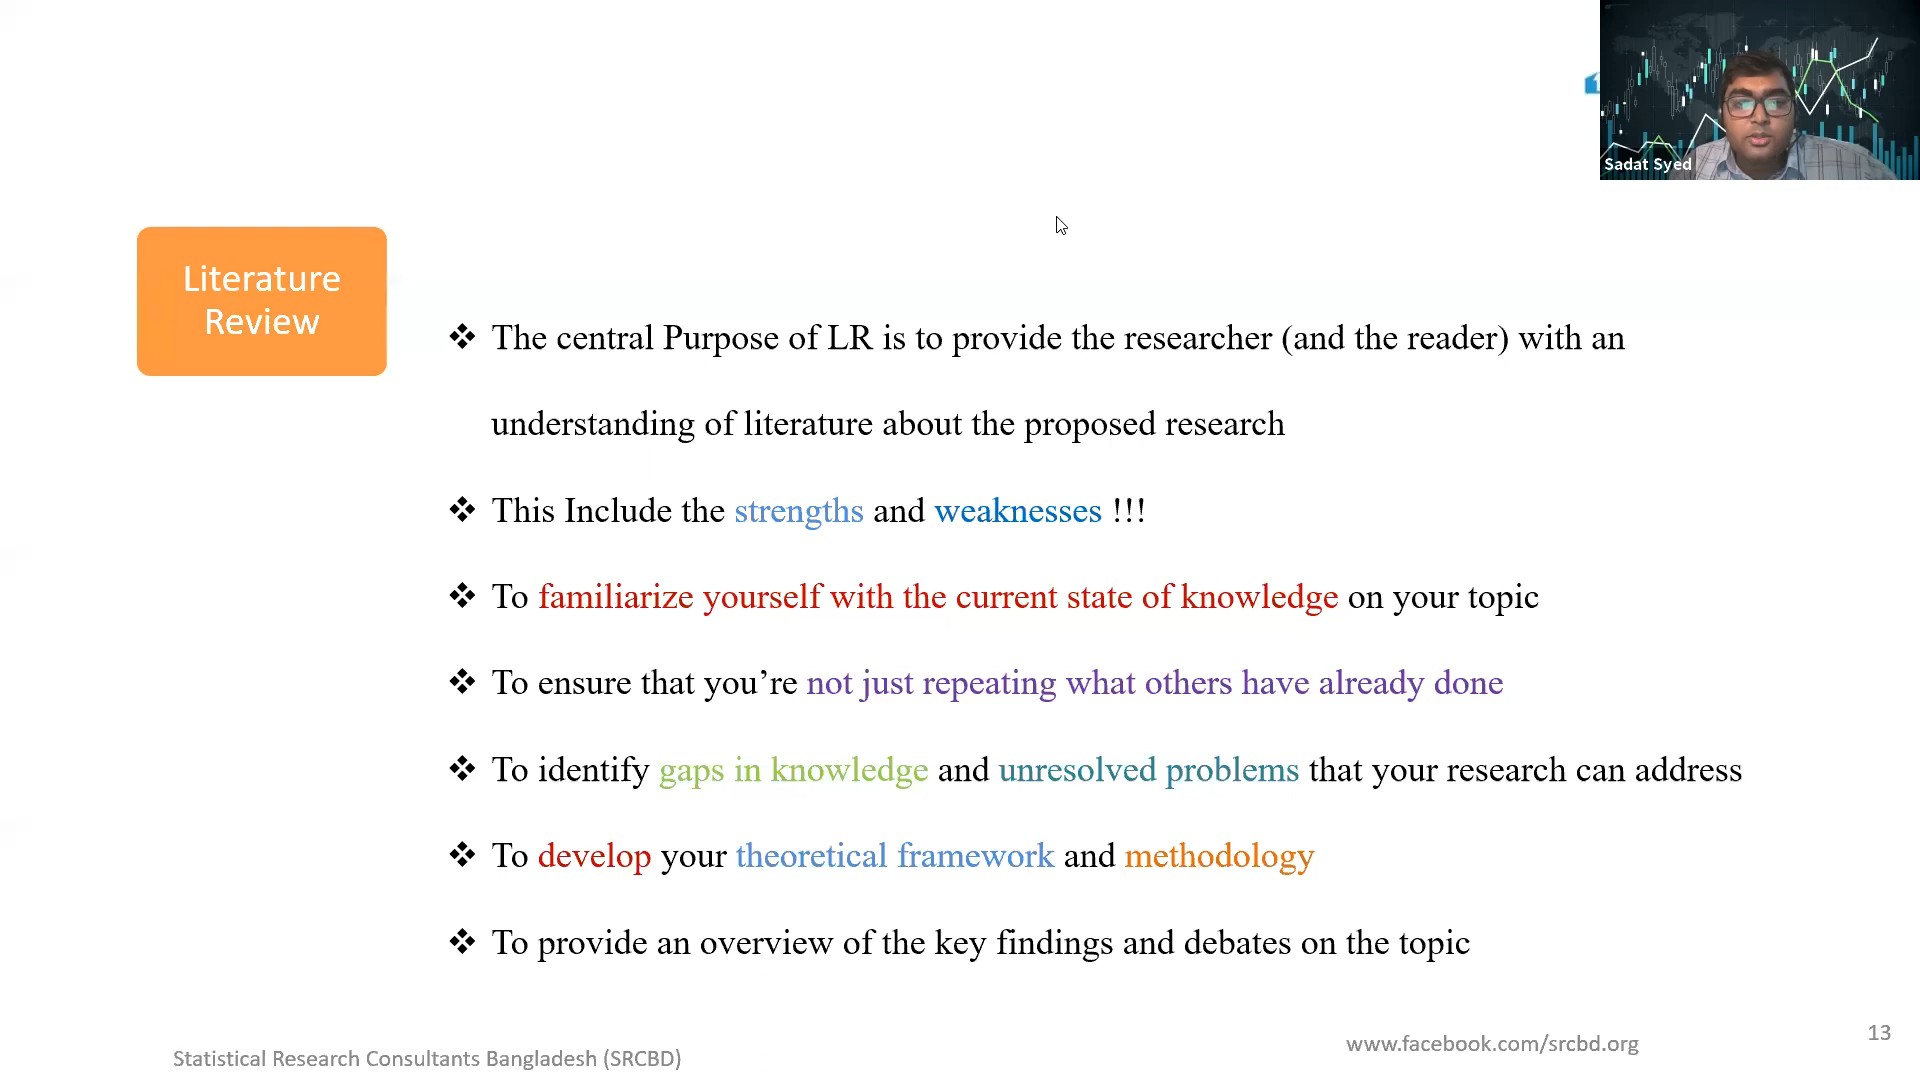 Sadat Syed
Literature
Review
❖ The central Purpose of LR is to provide the researcher (and the reader) with an
understanding of literature about the proposed research
❖ This Include the strengths and weaknesses !!!
❖ To familiarize yourself with the current state of knowledge on your topic
❖ To ensure that you’re not just repeating what others have already done
❖ To identify gaps in knowledge and unresolved problems that your research can address
❖ To develop your theoretical framework and methodology
❖ To provide an overview of the key findings and debates on the topic
Statistical Research Consultants Bangladesh (SRCBD)
www.facebook.com/srcbd.org
13